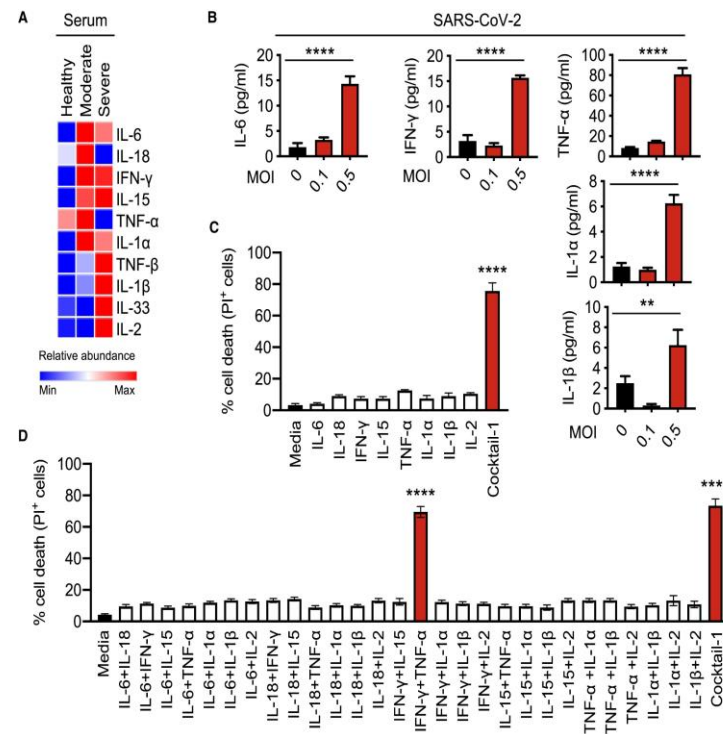 A
Serum
Healthy
Moderate
Severe
IL-6
IL-18
IFN-γ
IL-15
TNF-α
IL-1α
TNF-β
IL-1β
IL-33
IL-2
Relative abundance
Min Max
B
SARS-CoV-2
IL-6 (pg/ml)
20
15
10
5
0
****
MOI 0 0.1 0.5
IFN-γ (pg/ml)
20
15
10
5
0
****
MOI 0 0.1 0.5
TNF-α (pg/ml)
100
80
60
40
20
0
****
IL-1α (pg/ml)
8
6
4
2
0
****
IL-1β (pg/ml)
10
8
6
4
2
0
**
MOI 0 0.1 0.5
C
% cell death (PI+ cells)
100
80
60
40
20
0
****
Media
IL-6
IL-18
IFN-γ
IL-15
TNF-α
IL-1α
IL-1β
IL-2
Cocktail-1
D
% cell death (PI+ cells)
100
80
60
40
20
0
****
***
Media
IL-6+IL-18
IL-6+IFN-γ
IL-6+IL-15
IL-6+TNF-α
IL-6+IL-1α
IL-6+IL-1β
IL-6+IL-2
IL-18+IFN-γ
IL-18+IL-15
IL-18+TNF-α
IL-18+IL-1α
IL-18+IL-1β
IL-18+IL-2
IFN-γ+IL-15
IFN-γ+TNF-α
IFN-γ+IL-1α
IFN-γ+IL-1β
IFN-γ+IL-2
IL-15+TNF-α
IL-15+IL-1α
IL-15+IL-1β
IL-15+IL-2
TNF-α +IL-1α
TNF-α +IL-1β
TNF-α +IL-2
IL-1α+IL-1β
IL-1α+IL-2
IL-1β+IL-2
Cocktail-1